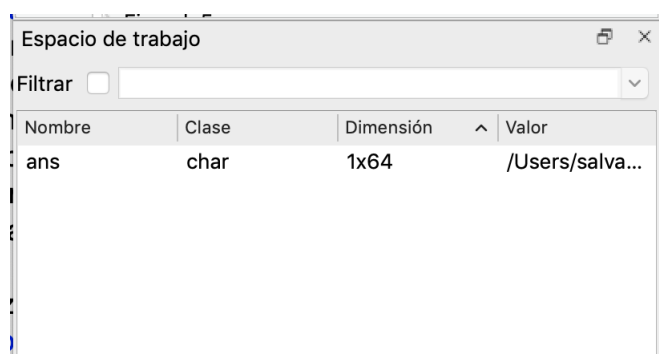 Espacio de trabajo
Filtrar
Nombre Clase Dimensión Valor
ans char 1x64 /Users/salva...